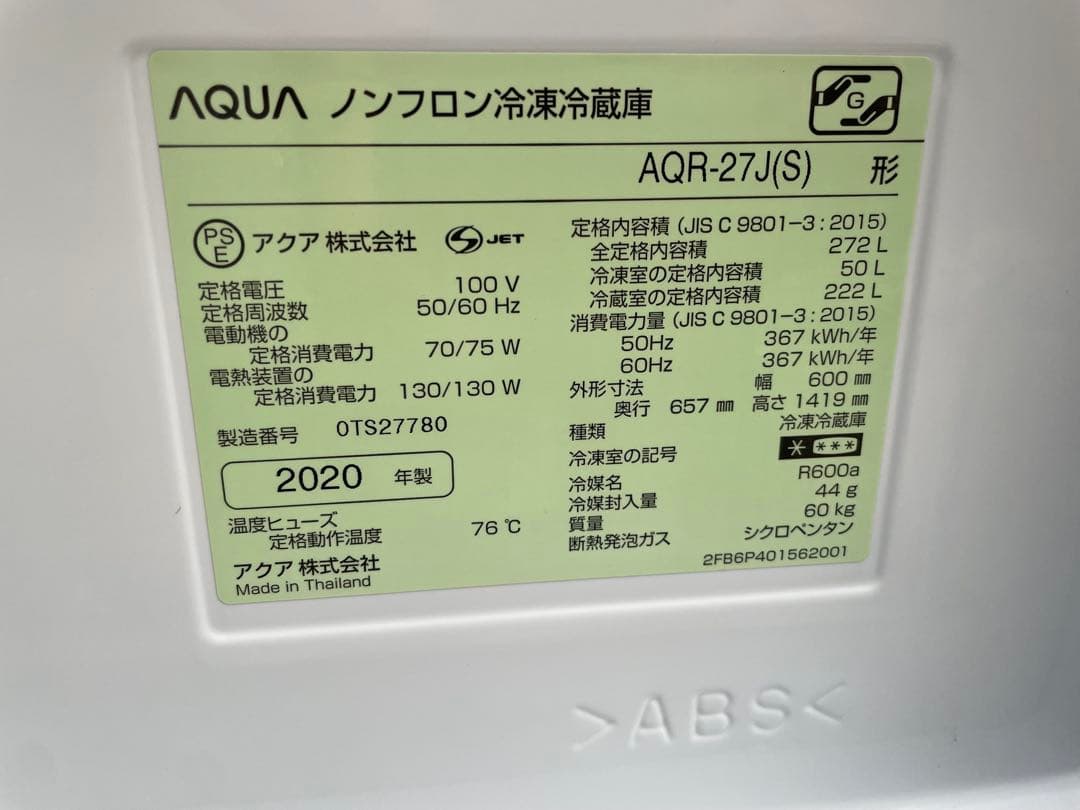 AQUA ノンフロン冷凍冷蔵庫
G
AQR-27J(S) 形
PS
E
アクア 株式会社
S JET
定格電圧 100 V
定格周波数 50/60 Hz
電動機の
定格消費電力 70/75 W
電熱装置の
定格消費電力 130/130 W
製造番号 0TS27780
2020 年製
温度ヒューズ
定格動作温度 76 ℃
アクア 株式会社
Made in Thailand
定格内容積 (JIS C 9801-3 : 2015)
全定格内容積 272 L
冷凍室の定格内容積 50 L
冷蔵室の定格内容積 222 L
消費電力量 (JIS C 9801-3 : 2015)
50Hz 367 kWh/年
60Hz 367 kWh/年
外形寸法 幅 600 ㎜
奥行 657 ㎜ 高さ 1419 ㎜
種類 冷凍冷蔵庫
冷凍室の記号 * ***
冷媒名 R600a
冷媒封入量 44 g
質量 60 kg
断熱発泡ガス シクロペンタン
2FB6P401562001
>ABS<